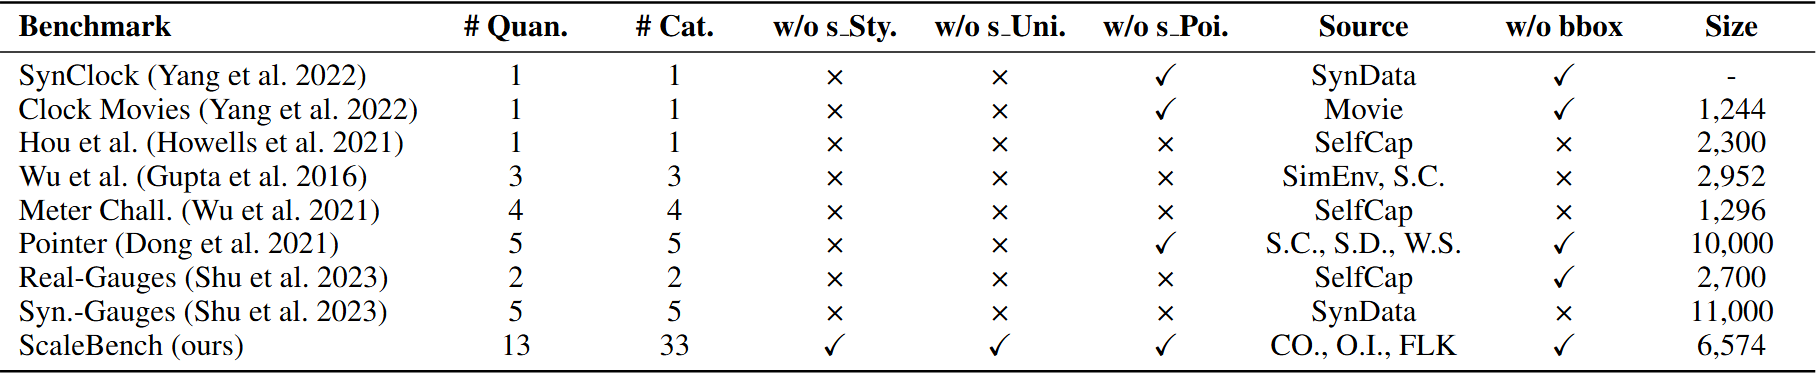 Benchmark # Quan. # Cat. w/o s_Sty. w/o s_Uni. w/o s_Poi. Source w/o bbox Size
SynClock (Yang et al. 2022) 1 1 × × ✓ SynData ✓ -
Clock Movies (Yang et al. 2022) 1 1 × × ✓ Movie ✓ 1,244
Hou et al. (Howells et al. 2021) 1 1 × × × SelfCap × 2,300
Wu et al. (Gupta et al. 2016) 3 3 × × × SimEnv, S.C. × 2,952
Meter Chall. (Wu et al. 2021) 4 4 × × × SelfCap × 1,296
Pointer (Dong et al. 2021) 5 5 × × ✓ S.C., S.D., W.S. ✓ 10,000
Real-Gauges (Shu et al. 2023) 2 2 × × × SelfCap ✓ 2,700
Syn.-Gauges (Shu et al. 2023) 5 5 × × × SynData × 11,000
ScaleBench (ours) 13 33 ✓ ✓ ✓ CO., O.I., FLK ✓ 6,574